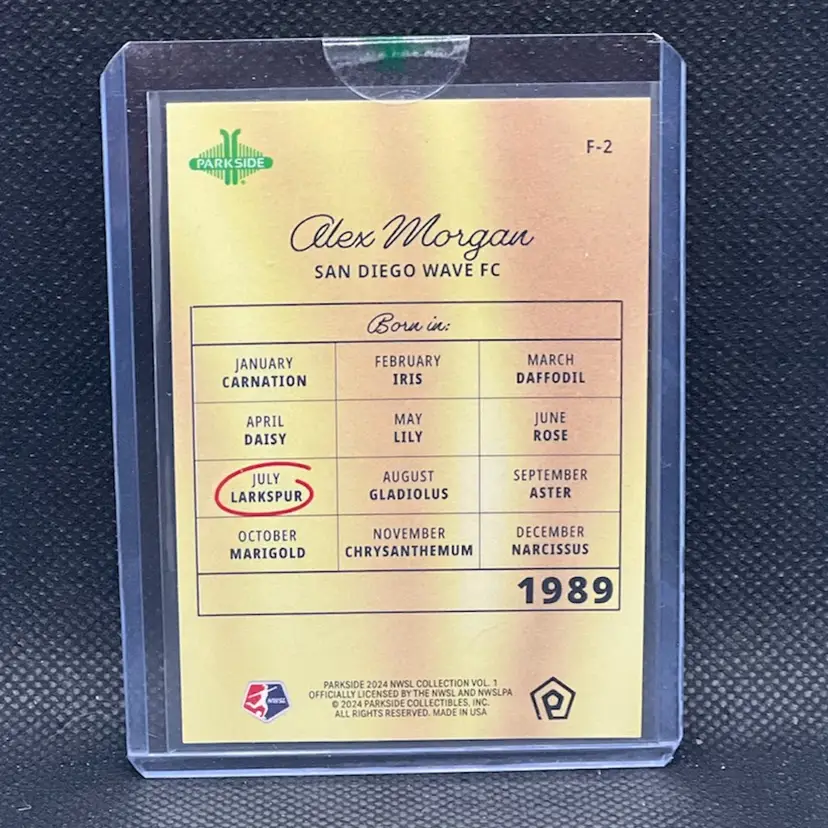 PARKSIDE
F-2
Alex Morgan
SAN DIEGO WAVE FC
Born in:
JANUARY
CARNATION
FEBRUARY
IRIS
MARCH
DAFFODIL
APRIL
DAISY
MAY
LILY
JUNE
ROSE
JULY
LARKSPUR
AUGUST
GLADIOLUS
SEPTEMBER
ASTER
OCTOBER
MARIGOLD
NOVEMBER
CHRYSANTHEMUM
DECEMBER
NARCISSUS
1989
NWSL
PARKSIDE 2024 NWSL COLLECTION VOL. 1
OFFICIALLY LICENSED BY THE NWSL AND NWSLPA
© 2024 PARKSIDE COLLECTIBLES, INC.
ALL RIGHTS RESERVED. MADE IN USA